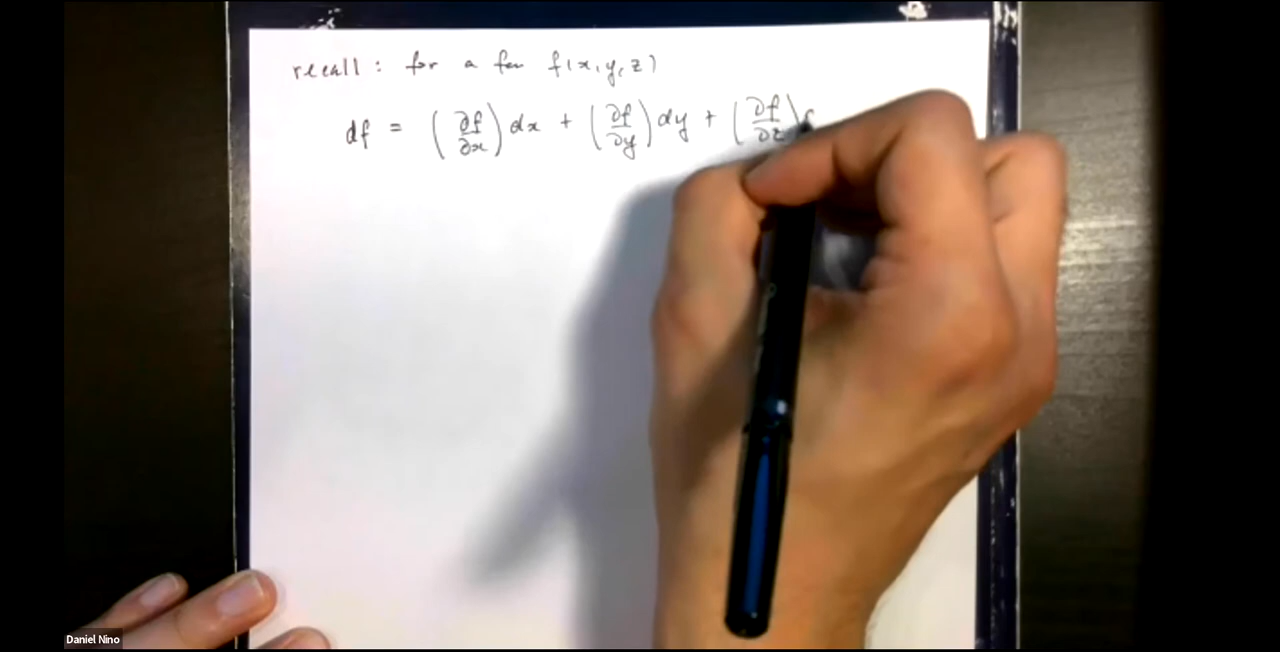 recall : for a fcn f(x,y,z)
df = (∂f/∂x) dx + (∂f/∂y) dy + (∂f/∂z)
Daniel Nino